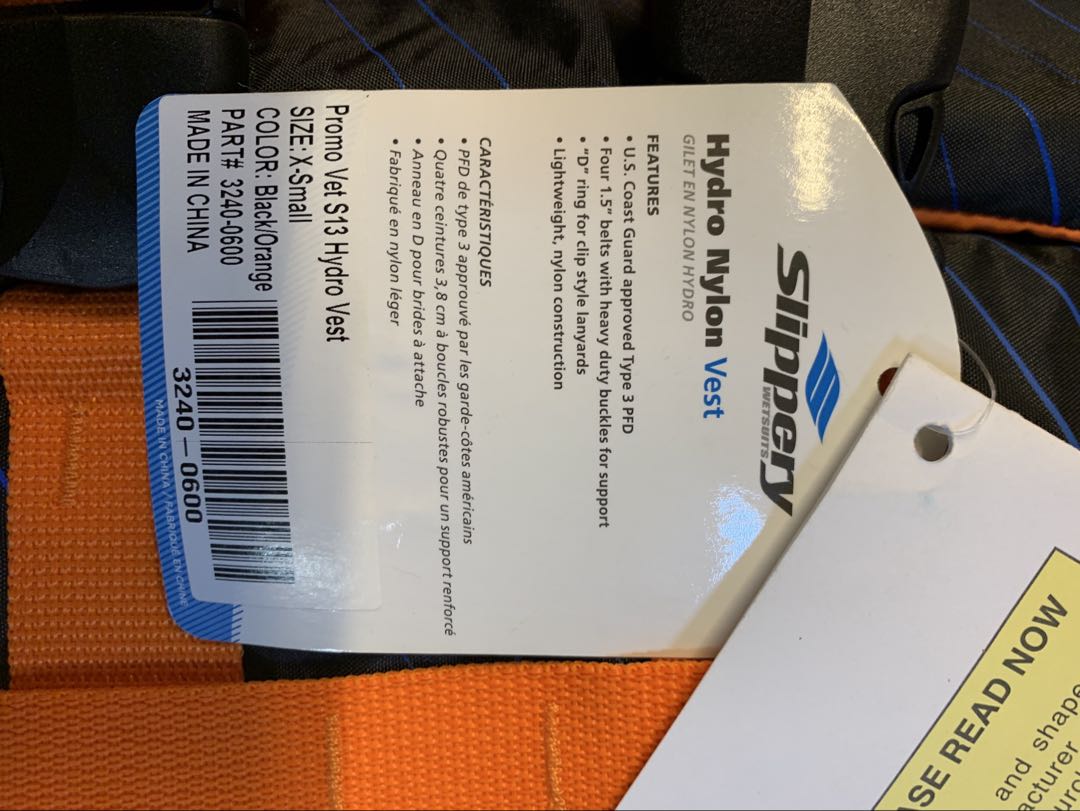 Slippery
WETSUITS
Hydro Nylon Vest
GILET EN NYLON HYDRO
FEATURES
• U.S. Coast Guard approved Type 3 PFD
• Four 1.5” belts with heavy duty buckles for support
• “D” ring for clip style lanyards
• Lightweight, nylon construction
CARACTÉRISTIQUES
• PFD de type 3 approuvé par les garde-côtes américains
• Quatre ceintures 3,8 cm à boucles robustes pour un support renforcé
• Anneau en D pour brides à attache
• Fabriqué en nylon léger
Promo Vet S13 Hydro Vest
SIZE: X-Small
COLOR: Black/Orange
PART# 3240-0600
MADE IN CHINA
3240-0600
MADE IN CHINA / FABRIQUÉ EN CHINE
READ NOW
and shape